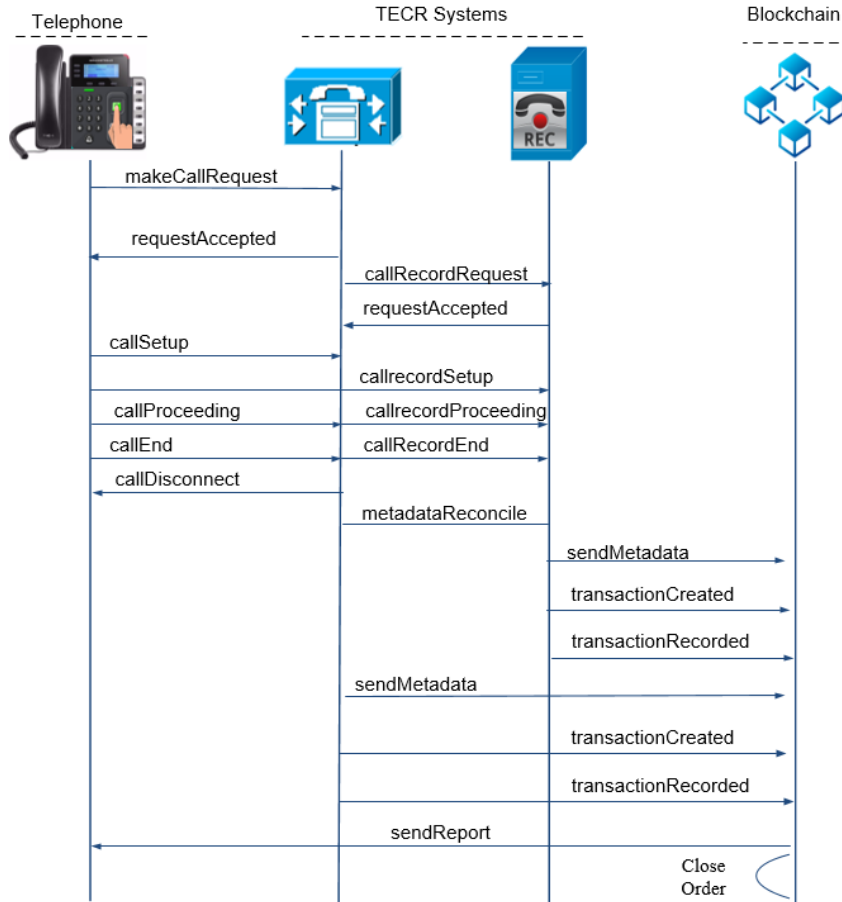 Telephone
TECR Systems
Blockchain
REC
makeCallRequest
requestAccepted
callRecordRequest
requestAccepted
callSetup
callrecordSetup
callProceeding
callrecordProceeding
callEnd
callRecordEnd
callDisconnect
metadataReconcile
sendMetadata
transactionCreated
transactionRecorded
sendMetadata
transactionCreated
transactionRecorded
sendReport
Close
Order